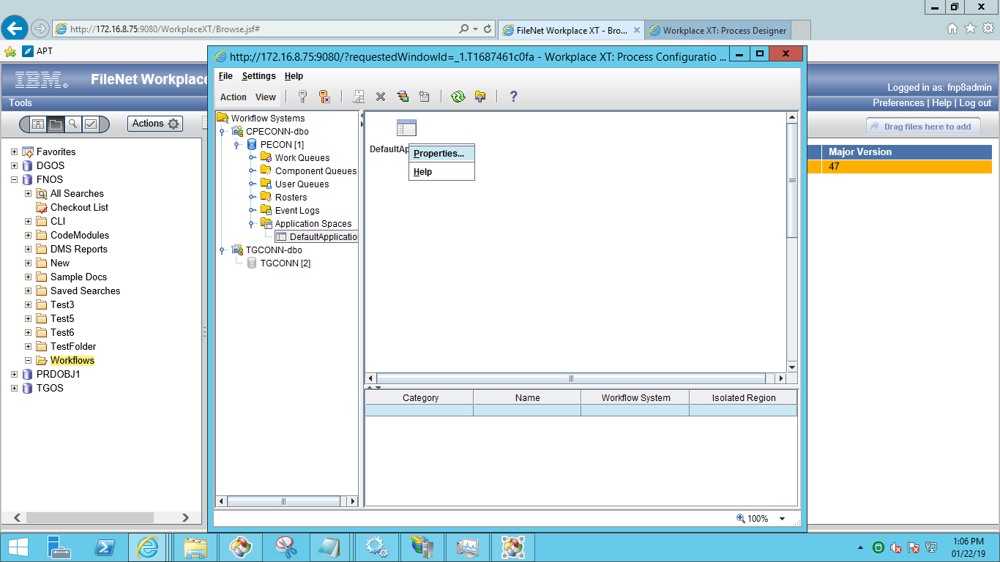 http://172.16.8.75:9080/WorkplaceXT/Browse.jsf#
FileNet Workplace XT - Bro...
Workplace XT: Process Designer
APT
http://172.16.8.75:9080/?requestedWindowId=_1.T1687461c0fa - Workplace XT: Process Configuratio ...
IBM
FileNet Workplace
Logged in as: fnp8admin
Tools
Preferences | Help | Log out
Actions
Drag files here to add
Favorites
DGOS
FNOS
All Searches
Checkout List
CLI
CodeModules
DMS Reports
New
Sample Docs
Saved Searches
Test3
Test5
Test6
TestFolder
Workflows
PRDOBJ1
TGOS
File Settings Help
Action View
?
Workflow Systems
CPECONN-dbo
PECON [1]
Work Queues
Component Queues
User Queues
Rosters
Event Logs
Application Spaces
DefaultApplicatio
TGCONN-dbo
TGCONN [2]
DefaultAp
Properties...
Help
Category Name Workflow System Isolated Region
100%
Major Version
47
1:06 PM
01/22/19